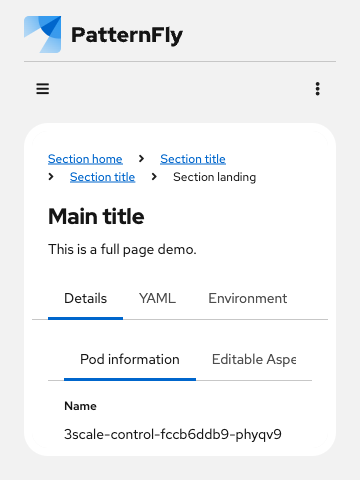 PatternFly
Section home > Section title
> Section title > Section landing
Main title
This is a full page demo.
Details YAML Environment
Pod information Editable Aspe
Name
3scale-control-fccb6ddb9-phyqv9